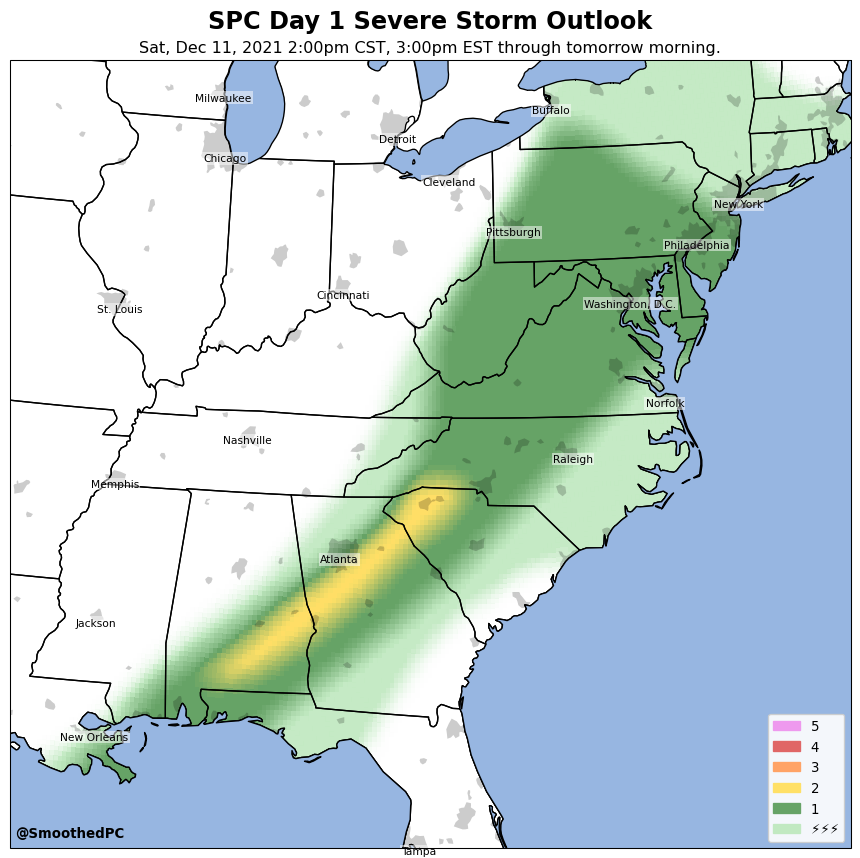 SPC Day 1 Severe Storm Outlook
Sat, Dec 11, 2021 2:00pm CST, 3:00pm EST through tomorrow morning.
Milwaukee
Buffalo
Detroit
Chicago
Cleveland
New York
Pittsburgh
Philadelphia
Cincinnati
Washington, D.C.
St. Louis
Norfolk
Nashville
Raleigh
Memphis
Atlanta
Jackson
New Orleans
Tampa
5
4
3
2
1
⚡⚡⚡
@SmoothedPC